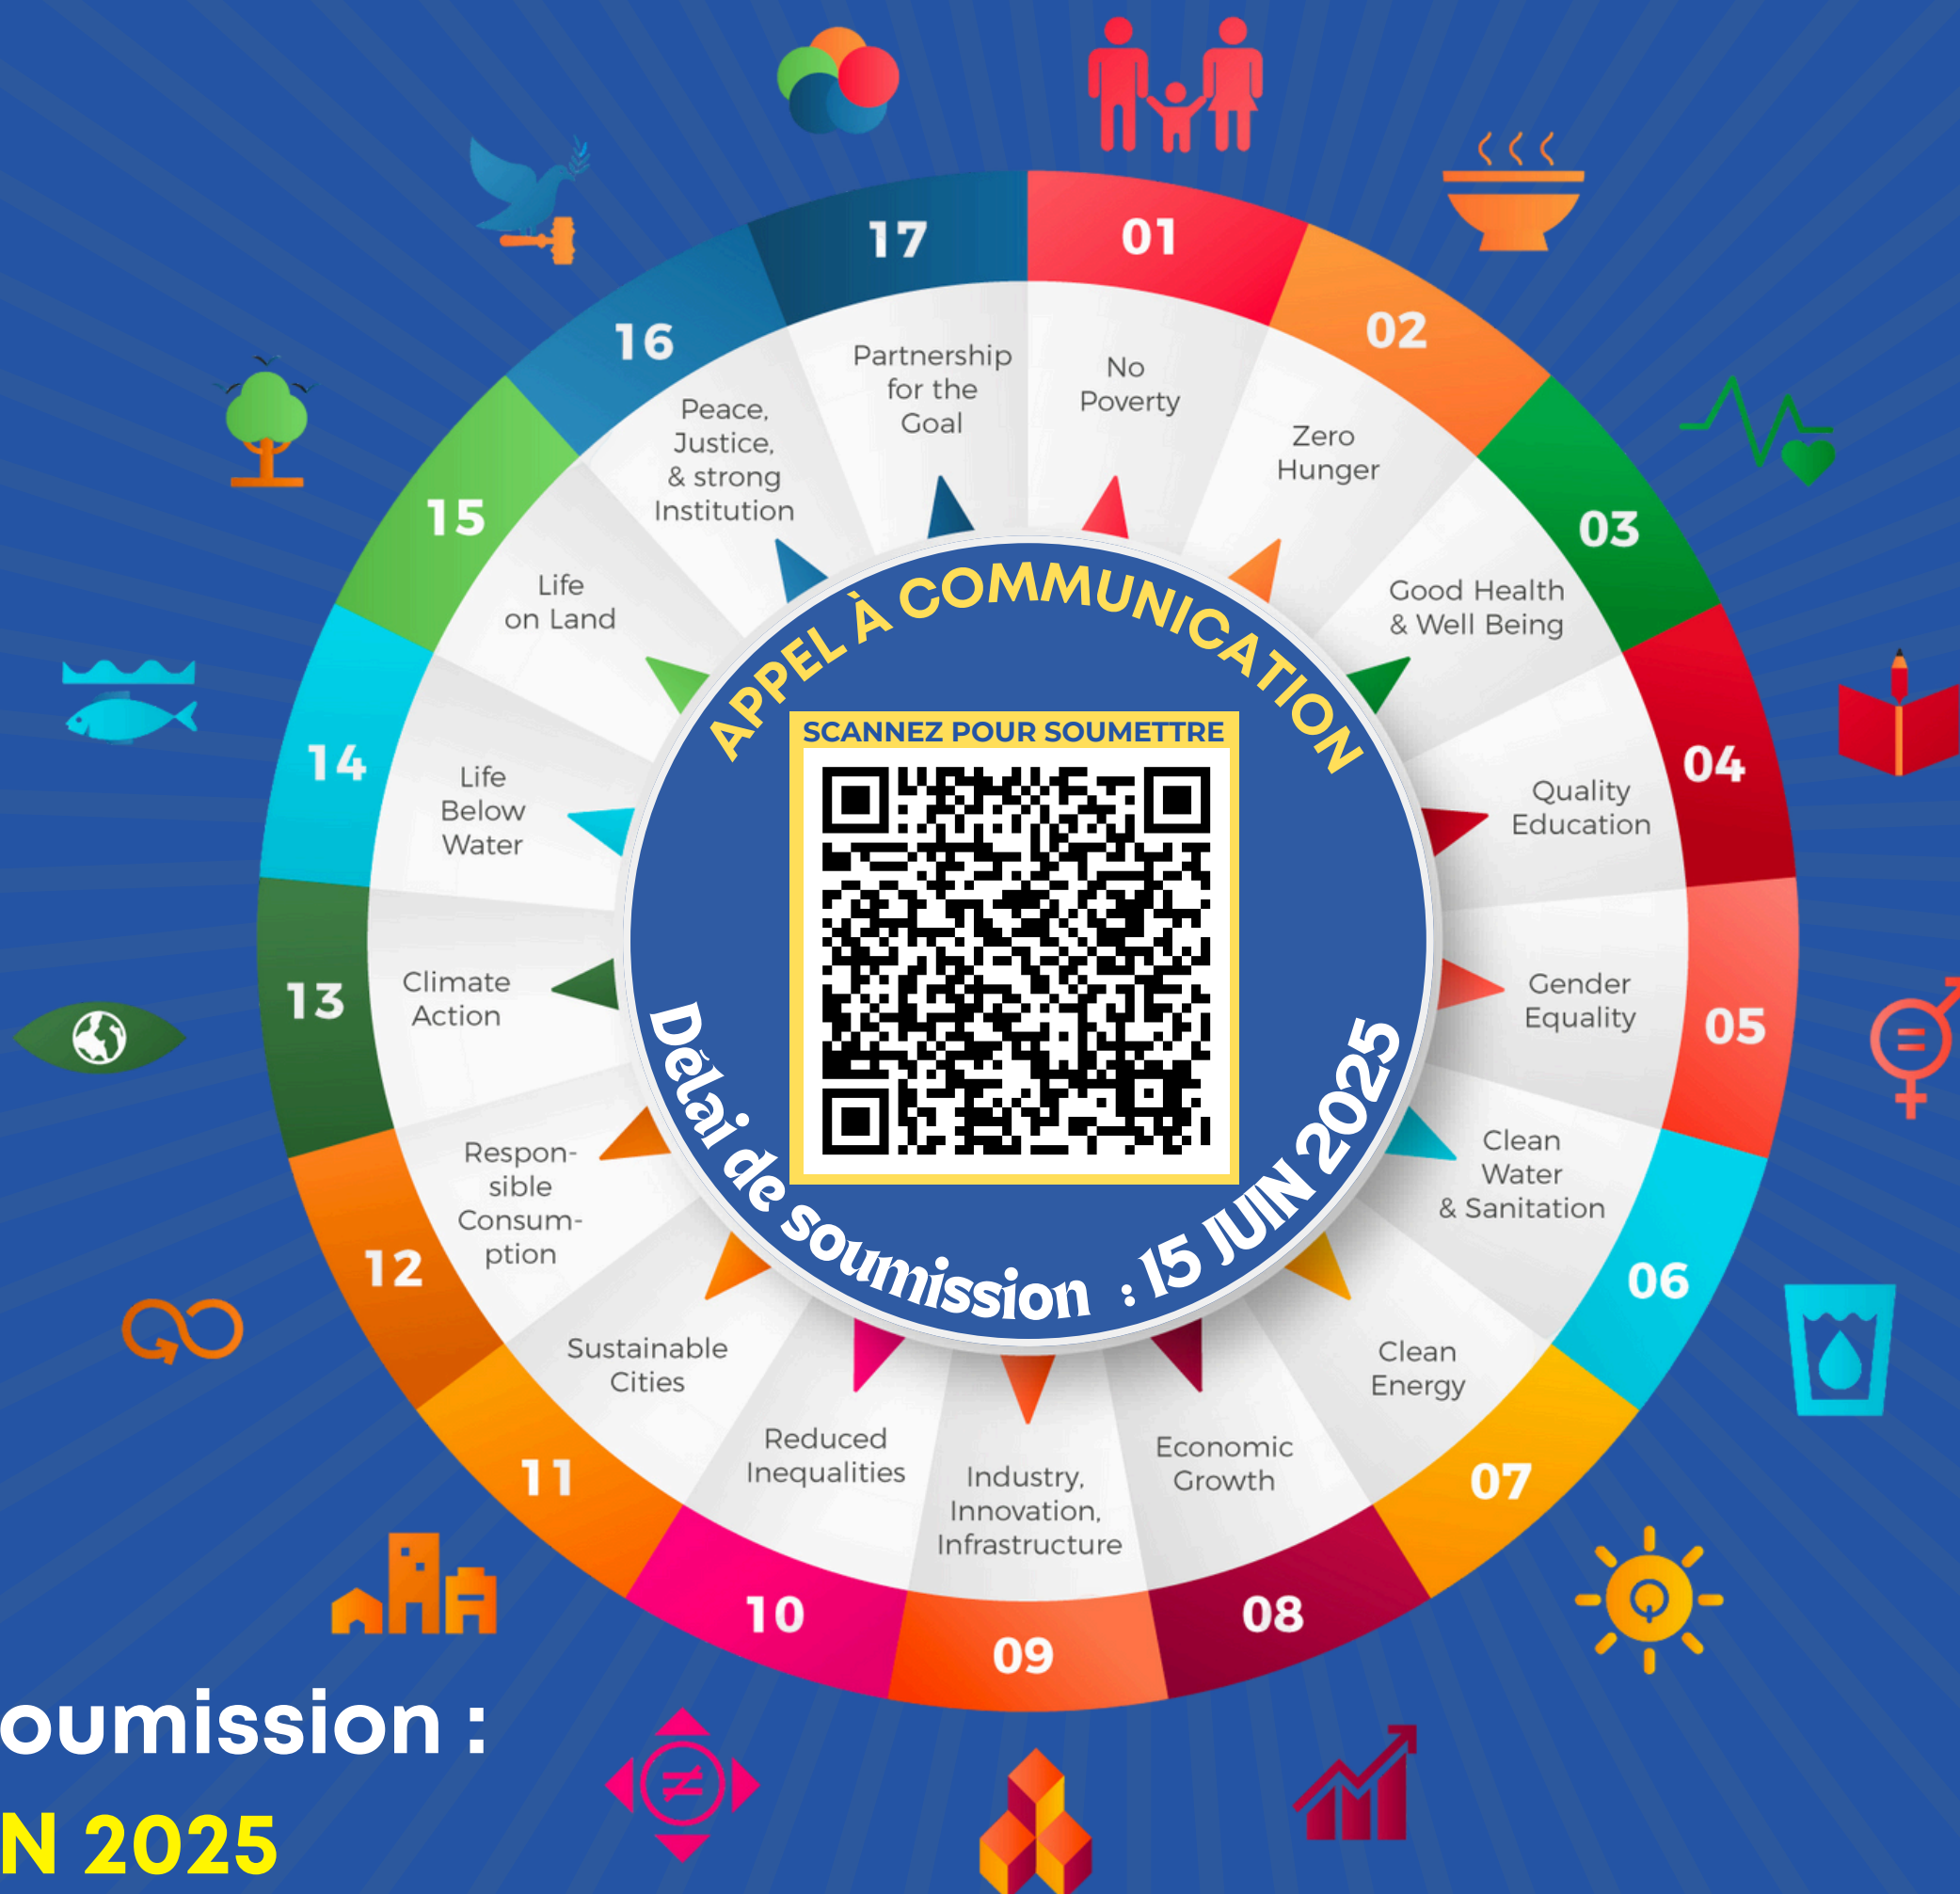 17
01
02
03
04
05
06
07
08
09
10
11
12
13
14
15
16
Partnership
for the
Goal
No
Poverty
Zero
Hunger
Good Health
& Well Being
Quality
Education
Gender
Equality
Clean
Water
& Sanitation
Clean
Energy
Economic
Growth
Industry,
Innovation,
Infrastructure
Reduced
Inequalities
Sustainable
Cities
Respon-
sible
Consum-
ption
Climate
Action
Life
Below
Water
Life
on Land
Peace,
Justice,
& strong
Institution
APPEL À COMMUNICATION
SCANNEZ POUR SOUMETTRE
Délai de soumission : 15 JUIN 2025
oumission :
N 2025